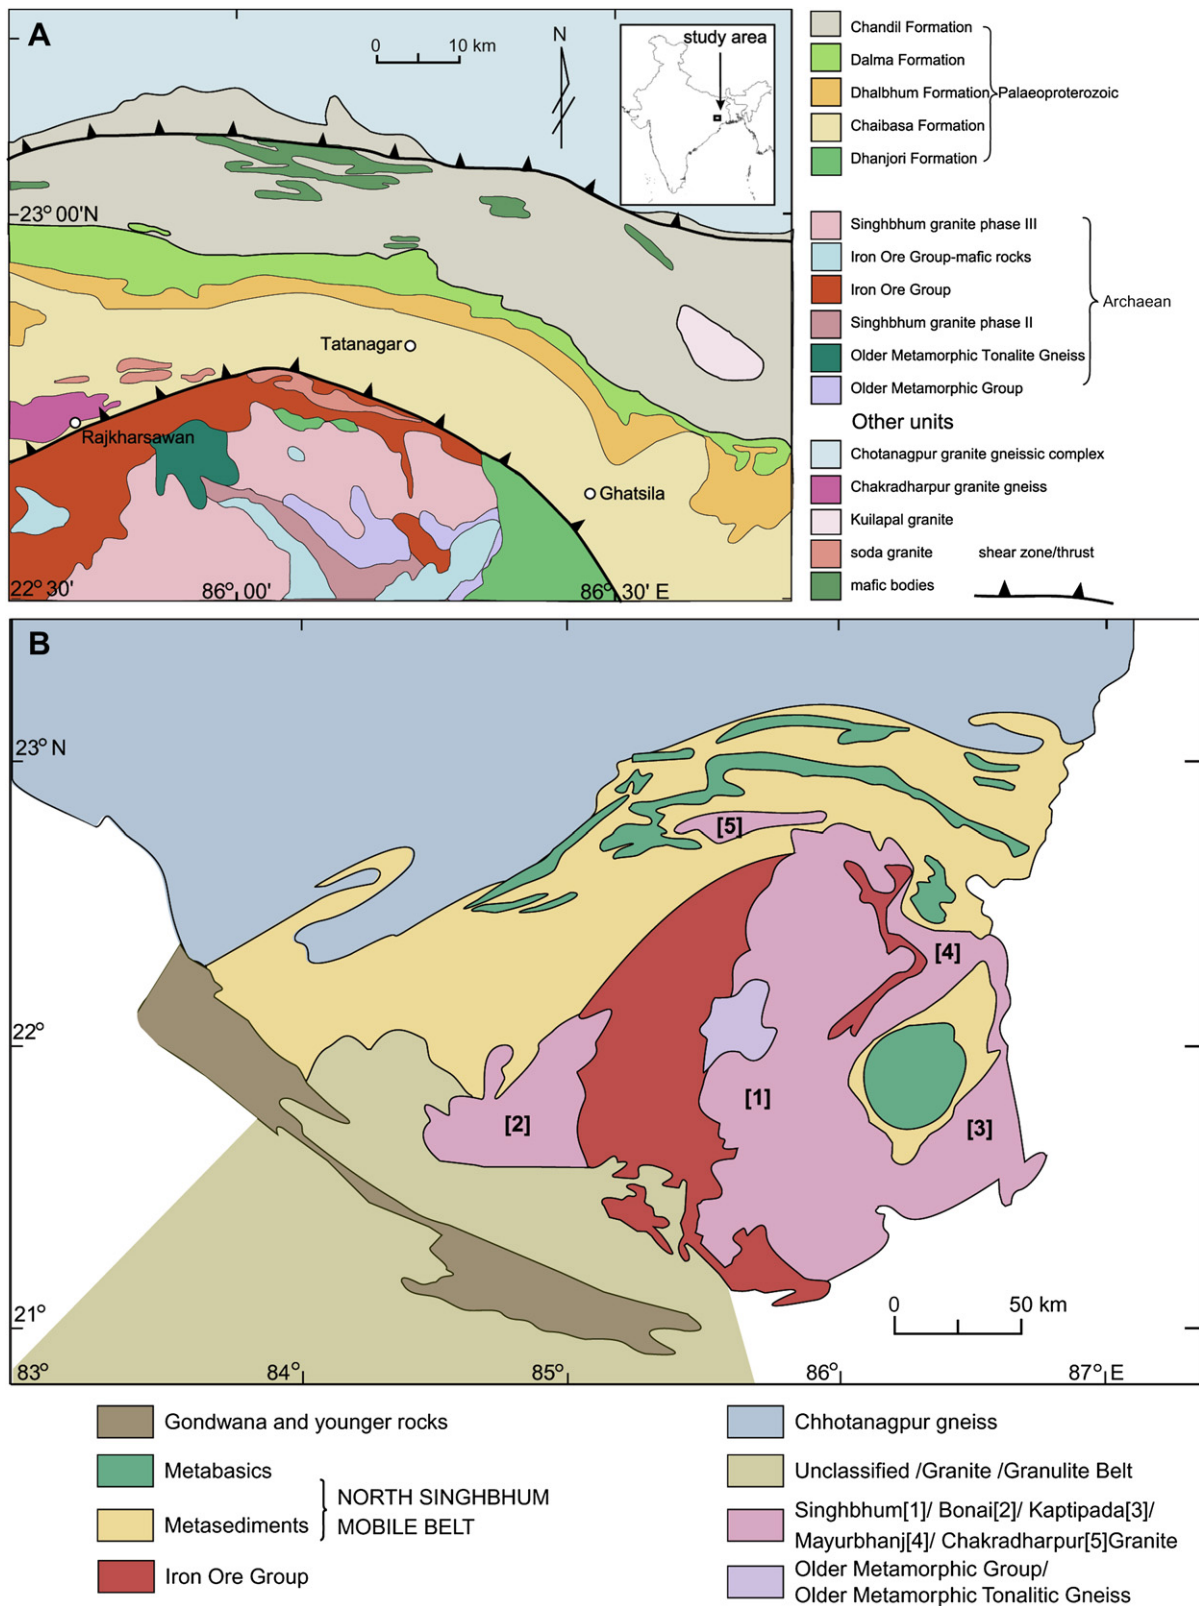 A
0 10 km
N
study area
23° 00'N
Tatanagar
Rajkharsawan
Ghatsila
22° 30'
86° 00'
86° 30' E
Chandil Formation
Dalma Formation
Dhalbhum Formation
Palaeoproterozoic
Chaibasa Formation
Dhanjori Formation
Singhbhum granite phase III
Iron Ore Group-mafic rocks
Iron Ore Group
Archaean
Singhbhum granite phase II
Older Metamorphic Tonalite Gneiss
Older Metamorphic Group
Other units
Chotanagpur granite gneissic complex
Chakradharpur granite gneiss
Kuilapal granite
soda granite
shear zone/thrust
mafic bodies
B
23° N
[5]
[4]
22°
[1]
[2]
[3]
0 50 km
21°
83°
84°
85°
86°
87° E
Gondwana and younger rocks
Metabasics
Metasediments
NORTH SINGHBHUM
MOBILE BELT
Iron Ore Group
Chhotanagpur gneiss
Unclassified /Granite /Granulite Belt
Singhbhum[1]/ Bonai[2]/ Kaptipada[3]/
Mayurbhanj[4]/ Chakradharpur[5]Granite
Older Metamorphic Group/
Older Metamorphic Tonalitic Gneiss